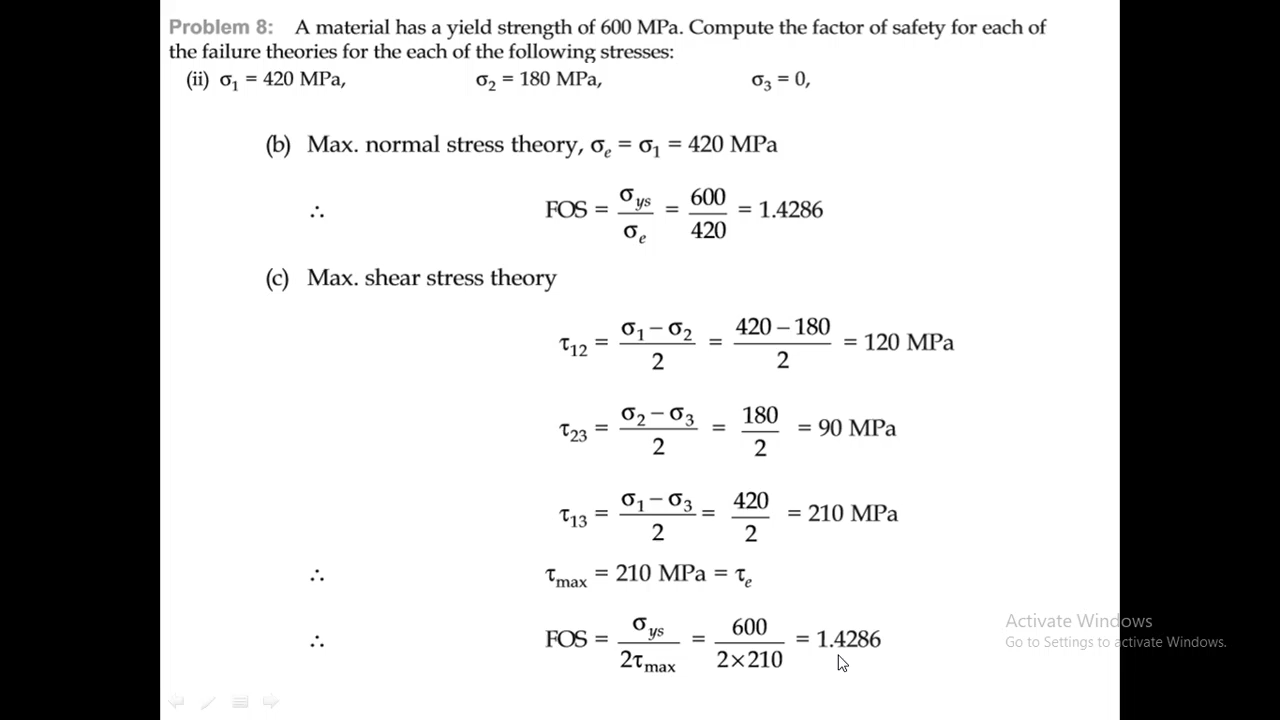 Problem 8: A material has a yield strength of 600 MPa. Compute the factor of safety for each of
the failure theories for the each of the following stresses:
(ii) σ₁ = 420 MPa, σ₂ = 180 MPa, σ₃ = 0,
(b) Max. normal stress theory, σₑ = σ₁ = 420 MPa
∴ FOS = σ_ys/σₑ = 600/420 = 1.4286
(c) Max. shear stress theory
τ₁₂ = (σ₁ − σ₂)/2 = (420 − 180)/2 = 120 MPa
τ₂₃ = (σ₂ − σ₃)/2 = 180/2 = 90 MPa
τ₁₃ = (σ₁ − σ₃)/2 = 420/2 = 210 MPa
∴ τ_max = 210 MPa = τₑ
∴ FOS = σ_ys/2τ_max = 600/2×210 = 1.4286
Activate Windows
Go to Settings to activate Windows.